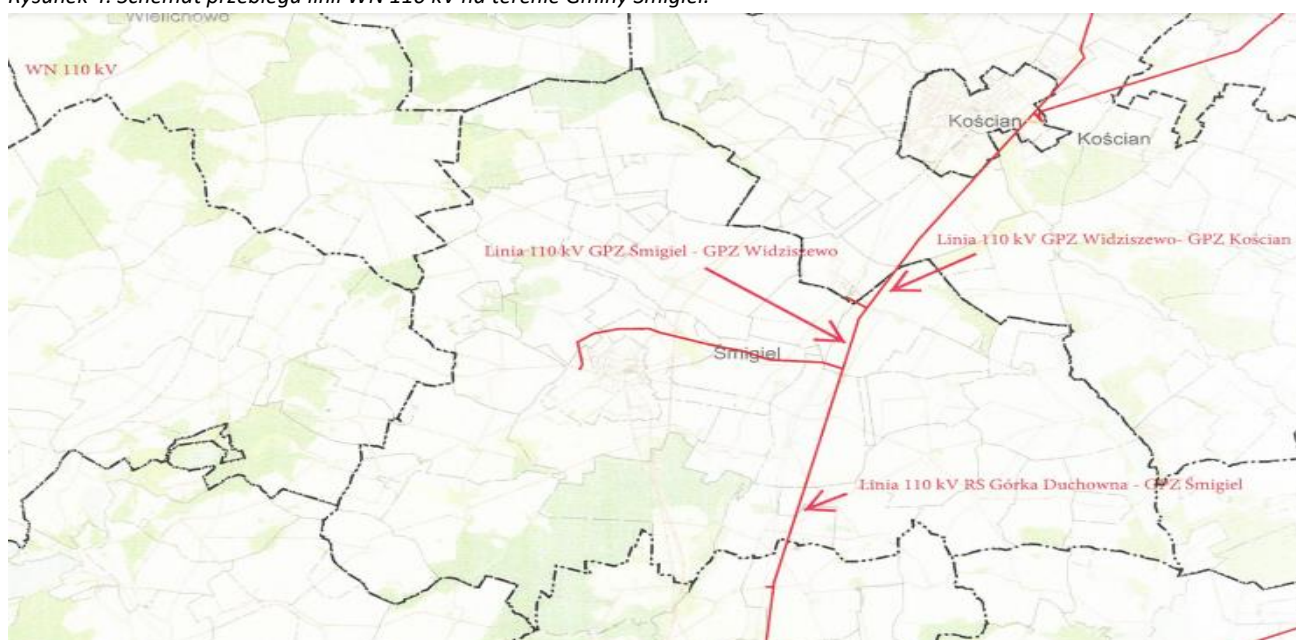 Rysunek 4. Schemat przebiegu linii WN 110 kV na terenie Gminy Śmigiel.
Wielichowo
WN 110 kV
Kościan
Kościan
Linia 110 kV GPZ Śmigiel - GPZ Widziszewo
Linia 110 kV GPZ Widziszewo- GPZ Kościan
Śmigiel
Linia 110 kV RS Górka Duchowna - GPZ Śmigiel